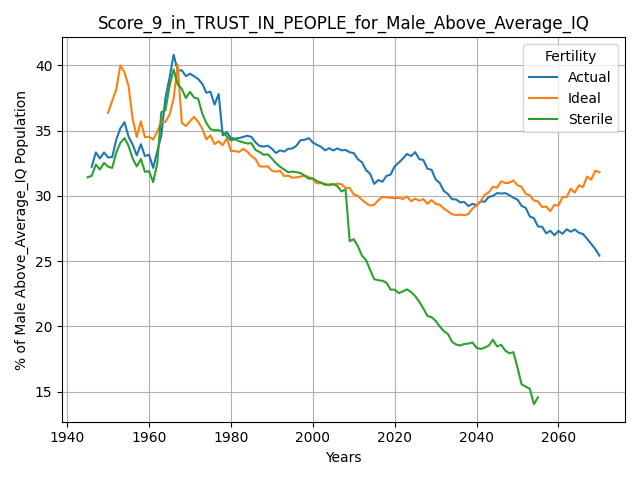 Score_9_in_TRUST_IN_PEOPLE_for_Male_Above_Average_IQ
Fertility
Actual
Ideal
Sterile
% of Male Above_Average_IQ Population
40
35
30
25
20
15
1940
1960
1980
2000
2020
2040
2060
Years